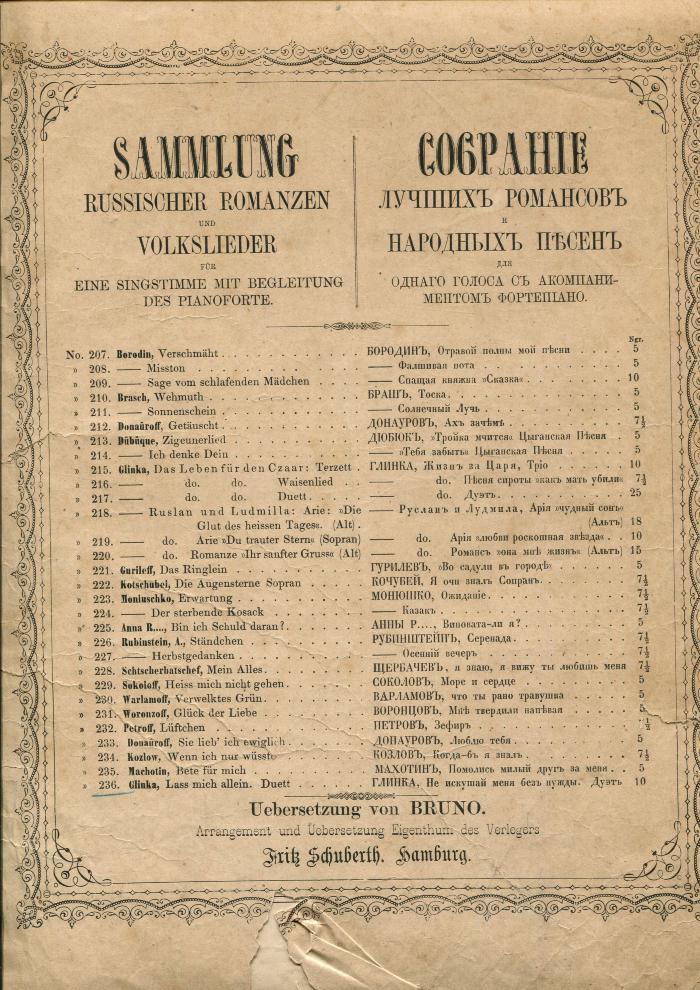 SAMMLUNG
RUSSISCHER ROMANZEN
UND
VOLKSLIEDER
FÜR
EINE SINGSTIMME MIT BEGLEITUNG
DES PIANOFORTE.
СОБРАНІЕ
ЛУЧШИХЪ РОМАНСОВЪ
И
НАРОДНЫХЪ ПѢСЕНЪ
ДЛЯ
ОДНАГО ГОЛОСА СЪ АКОМПАНИ-
МЕНТОМЪ ФОРТЕПІАНО.
Ngr.
No. 207. Borodin, Verschmäht . . . БОРОДИНЪ, Отравой полны мой пѣсни . . . 5
» 208. —— Misston . . . —— Фалшивая нота . . . 5
» 209. —— Sage vom schlafenden Mädchen . . . —— Спащая княжна »Сказка« . . . 10
» 210. Brasch, Wehmuth . . . БРАШЪ, Тоска . . . 5
» 211. —— Sonnenschein . . . —— Солнечный Лучь . . . 5
» 212. Donaûroff, Getäuscht . . . ДОНАУРОВЪ, Ахъ зачѣмъ . . . 7½
» 213. Dübüque, Zigeunerlied . . . ДЮБЮКЪ, »Тройка мчится« Цыганская Пѣсня . 5
» 214. —— Ich denke Dein . . . —— »Тебя забыть« Цыганская Пѣсня . . . 5
» 215. Glinka, Das Leben für den Czaar: Terzett . ГЛИНКА, Жизнъ за Царя, Тріо . . . 10
» 216. do. do. Waisenlied . . . —— do. Пѣсня сироты »какъ мать убили« 7½
» 217. do. do. Duett . . . —— do. Дуэтъ . . . 25
» 218. —— Ruslan und Ludmilla: Arie: »Die —— Русланъ и Лудмила, Арія »чудный сонъ»
Glut des heissen Tages«. (Alt) . (Альтъ) 18
» 219. —— do. Arie »Du trauter Stern« (Sopran) —— do. Арія »любви роскошная звѣзда« . . 10
» 220. —— do. Romanze »Ihr sanfter Gruss« (Alt) —— do. Романсъ »она мнѣ жизнъ« (Альтъ) 15
» 221. Gurileff, Das Ringlein . . . ГУРИЛЕВЪ, »Во садули въ городѣ« . . . 5
» 222. Kotschubei, Die Augensterne Sopran . . . КОЧУБЕЙ, Я очи зналъ Сопранъ . . . 7½
» 223. Moniuschko, Erwartung . . . МОНЮШКО, Ожиданіе . . . 7½
» 224. —— Der sterbende Kosack . . . —— Казакъ . . . 7½
» 225. Anna R...., Bin ich Schuld daran? . . . АННЫ Р...., Виновата-ли я? . . . 5
» 226. Rubinstein, A., Ständchen . . . РУБИНШТЕЙНЪ, Серенада . . . 7½
» 227. —— Herbstgedanken . . . —— Осенній вечеръ . . . 7½
» 228. Schtscherbatschef, Mein Alles . . . ЩЕРБАЧЕВЪ, я знаю, я вижу ты любишь меня 7½
» 229. Sokoloff, Heiss mich nicht gehen . . . СОКОЛОВЪ, Море и сердце . . . 5
» 230. Warlamoff, Verwelktes Grün . . . ВАРЛАМОВЪ, что ты рано травушка . . . 5
» 231. Woronzoff, Glück der Liebe . . . ВОРОНЦОВЪ, Мнѣ твердили напѣвая . . . 5
» 232. Petroff, Lüftchen . . . ПЕТРОВЪ, Зефиръ . . . ½
» 233. Donaûroff, Sie lieb' ich ewiglich . . . ДОНАУРОВЪ, Люблю тебя . . . 5
» 234. Kozlow, Wenn ich nur wüsste . . . КОЗЛОВЪ, Когда-бъ я зналъ . . . 7½
» 235. Machotin, Bete für mich . . . МАХОТИНЪ, Помолись милый другъ за меня . . 5
» 236. Glinka, Lass mich allein. Duett . . . ГЛИНКА, Не искушай меня безъ нужды. Дуэтъ 10
Uebersetzung von BRUNO.
Arrangement und Uebersetzung Eigenthum des Verlegers
Fritz Schuberth. Hamburg.